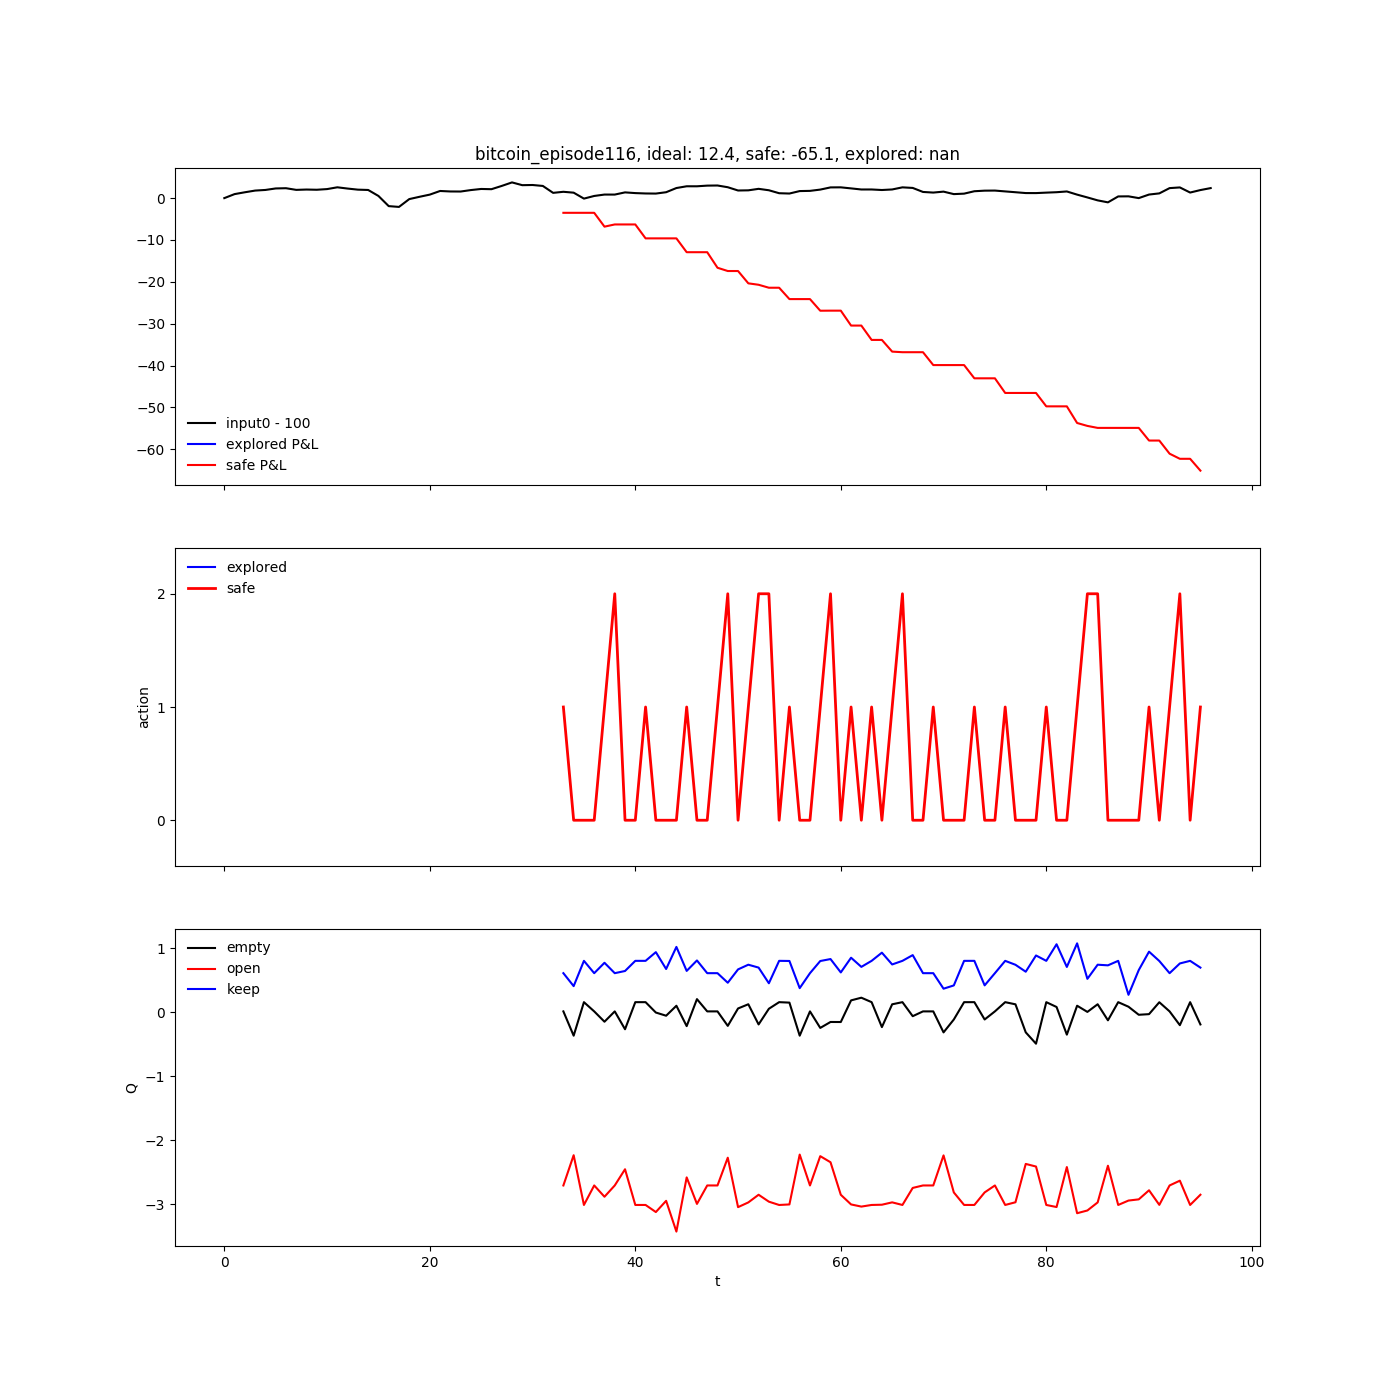 bitcoin_episode116, ideal: 12.4, safe: -65.1, explored: nan
0
−10
−20
−30
−40
−50
−60
input0 - 100
explored P&L
safe P&L
explored
safe
2
1
0
action
empty
open
keep
1
0
−1
−2
−3
Q
0 20 40 60 80 100
t